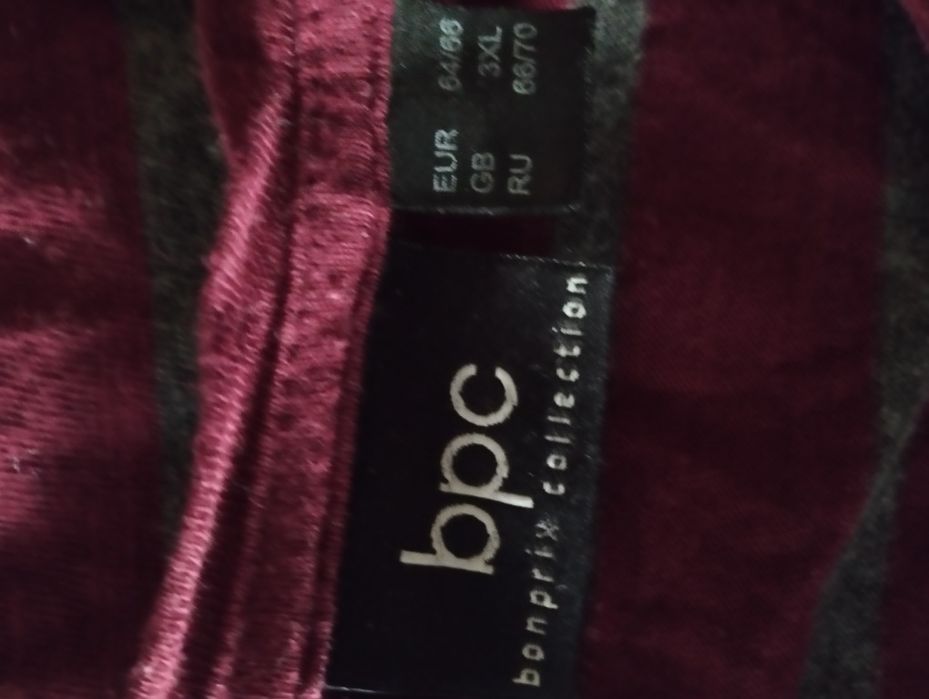 bpc
bonprix collection
EUR 64/66
GB 3XL
RU 66/70